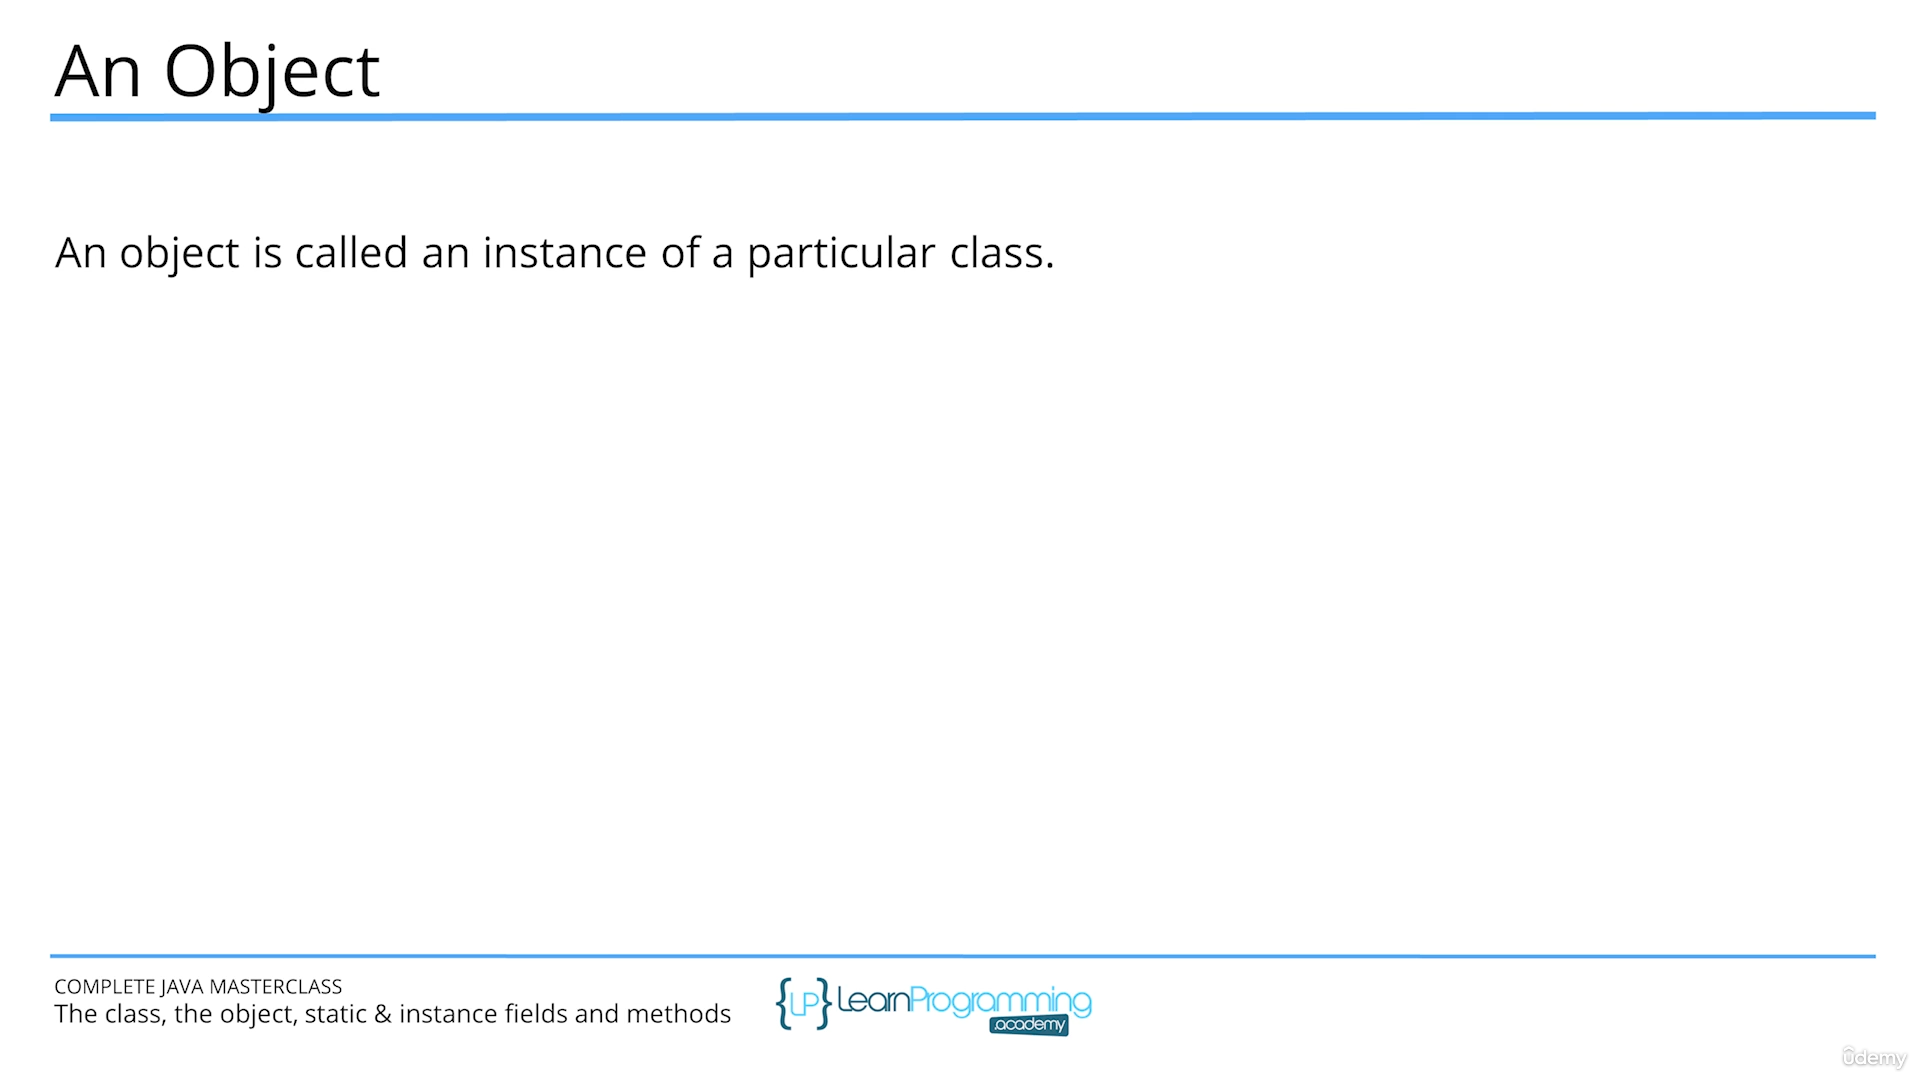 An Object
An object is called an instance of a particular class.
COMPLETE JAVA MASTERCLASS
The class, the object, static & instance fields and methods
{LP} LearnProgramming
.academy
ûdemy